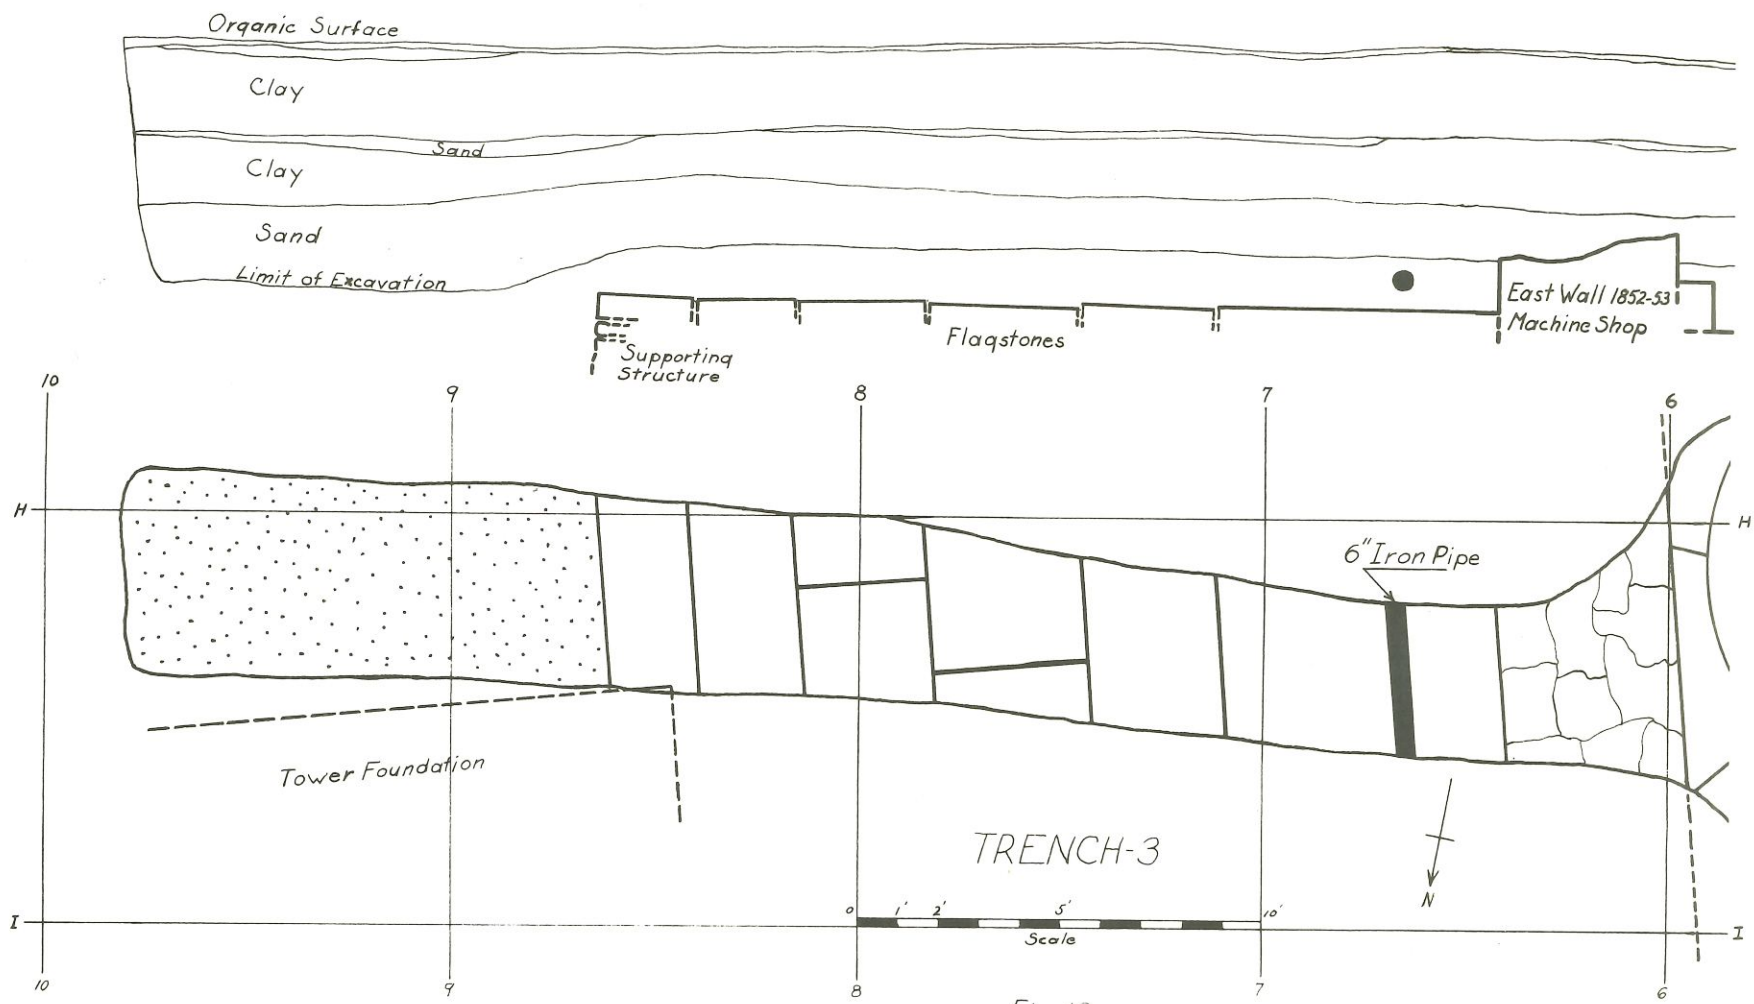 Organic Surface
Clay
Sand
Clay
Sand
Limit of Excavation
East Wall 1852-53
Machine Shop
Flagstones
Supporting
Structure
10
9
8
7
6
H
H
6" Iron Pipe
Tower Foundation
TRENCH-3
N
0 1' 2' 5' 10'
Scale
I
I
10
9
8
7
6